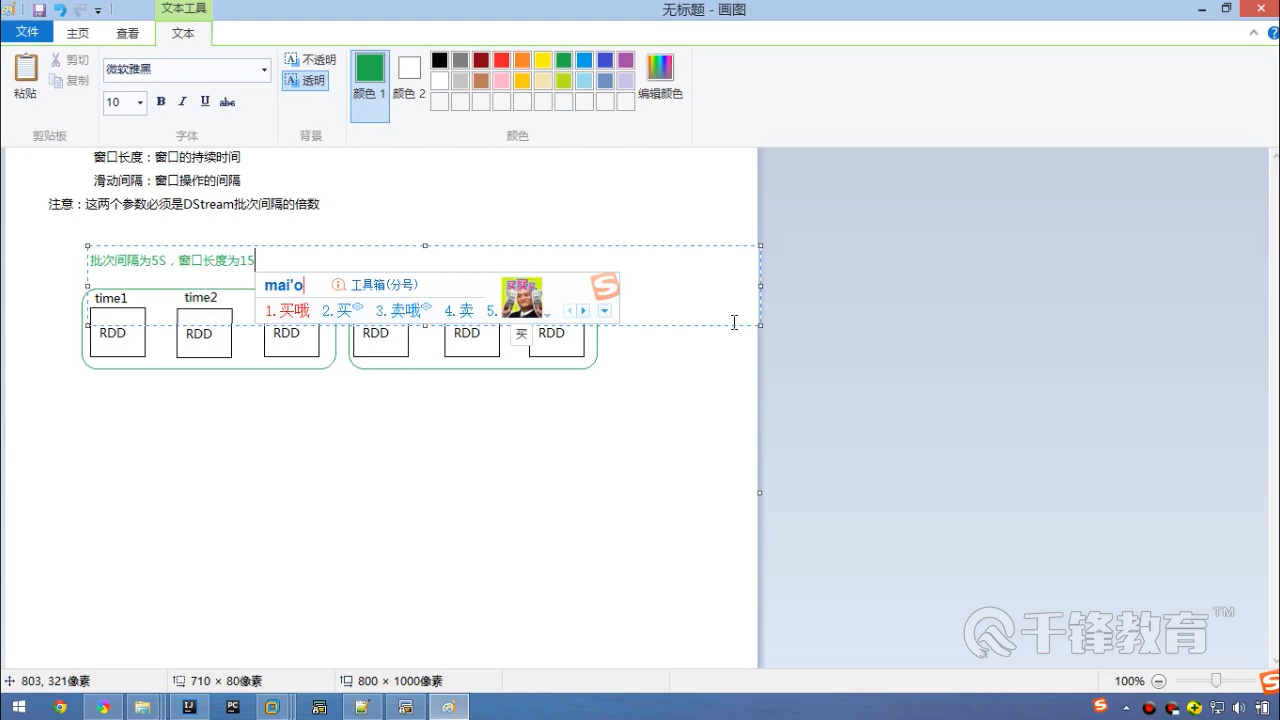 文本工具
无标题 - 画图
文件
主页
查看
文本
粘贴
剪切
复制
剪贴板
微软雅黑
10
B I U abc
字体
不透明
透明
背景
颜色 1
颜色 2
编辑颜色
颜色
窗口长度：窗口的持续时间
滑动间隔：窗口操作的间隔
注意：这两个参数必须是DStream批次间隔的倍数
批次间隔为5S，窗口长度为15
mai'o
工具箱(分号)
1.买哦 2.买 3.卖哦 4.卖 5.
买
time1 time2
RDD RDD RDD RDD RDD RDD
千锋教育™
803, 321像素
710 × 80像素
800 × 1000像素
100%